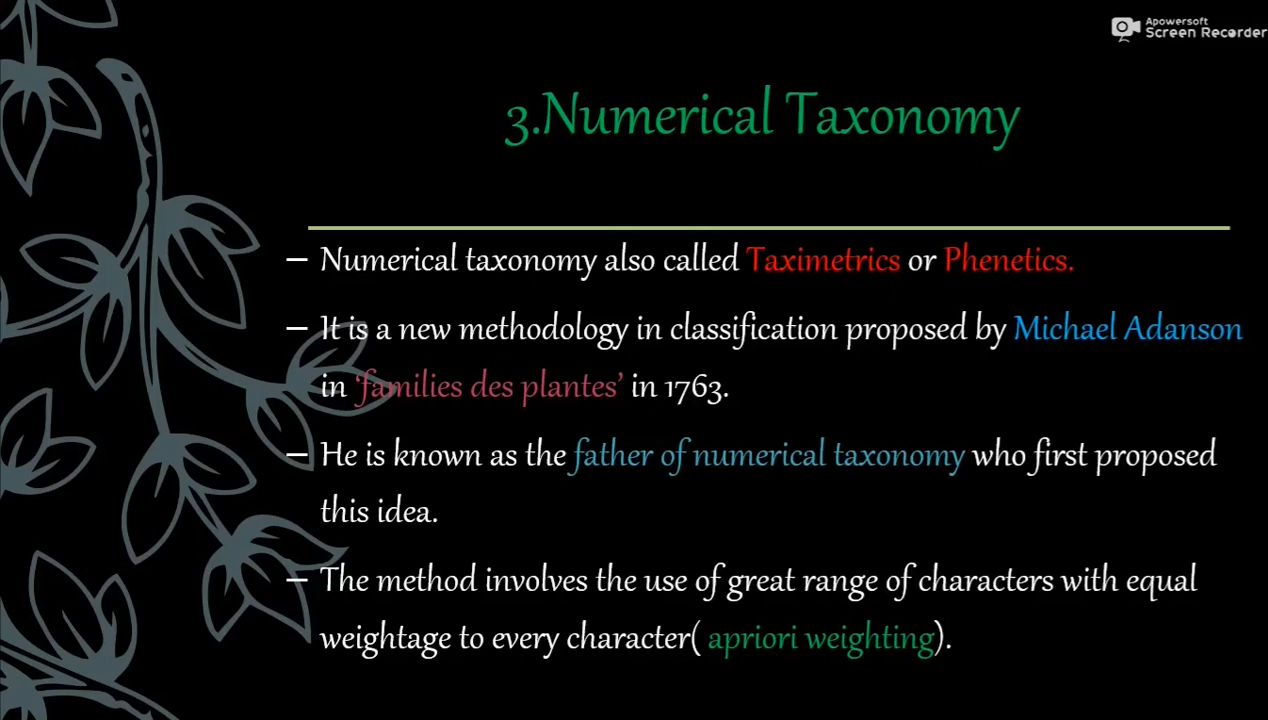 Apowersoft
Screen Recorder
3.Numerical Taxonomy
– Numerical taxonomy also called Taximetrics or Phenetics.
– It is a new methodology in classification proposed by Michael Adanson
in ‘families des plantes’ in 1763.
– He is known as the father of numerical taxonomy who first proposed
this idea.
– The method involves the use of great range of characters with equal
weightage to every character( apriori weighting).